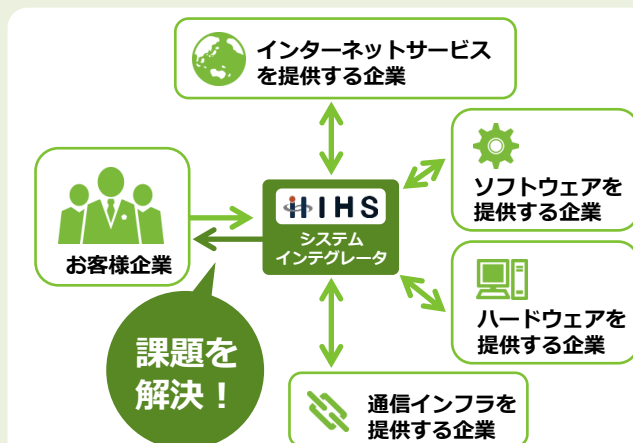 インターネットサービス
を提供する企業
ソフトウェアを
提供する企業
IHS
システム
インテグレータ
お客様企業
ハードウェアを
提供する企業
課題を
解決！
通信インフラを
提供する企業